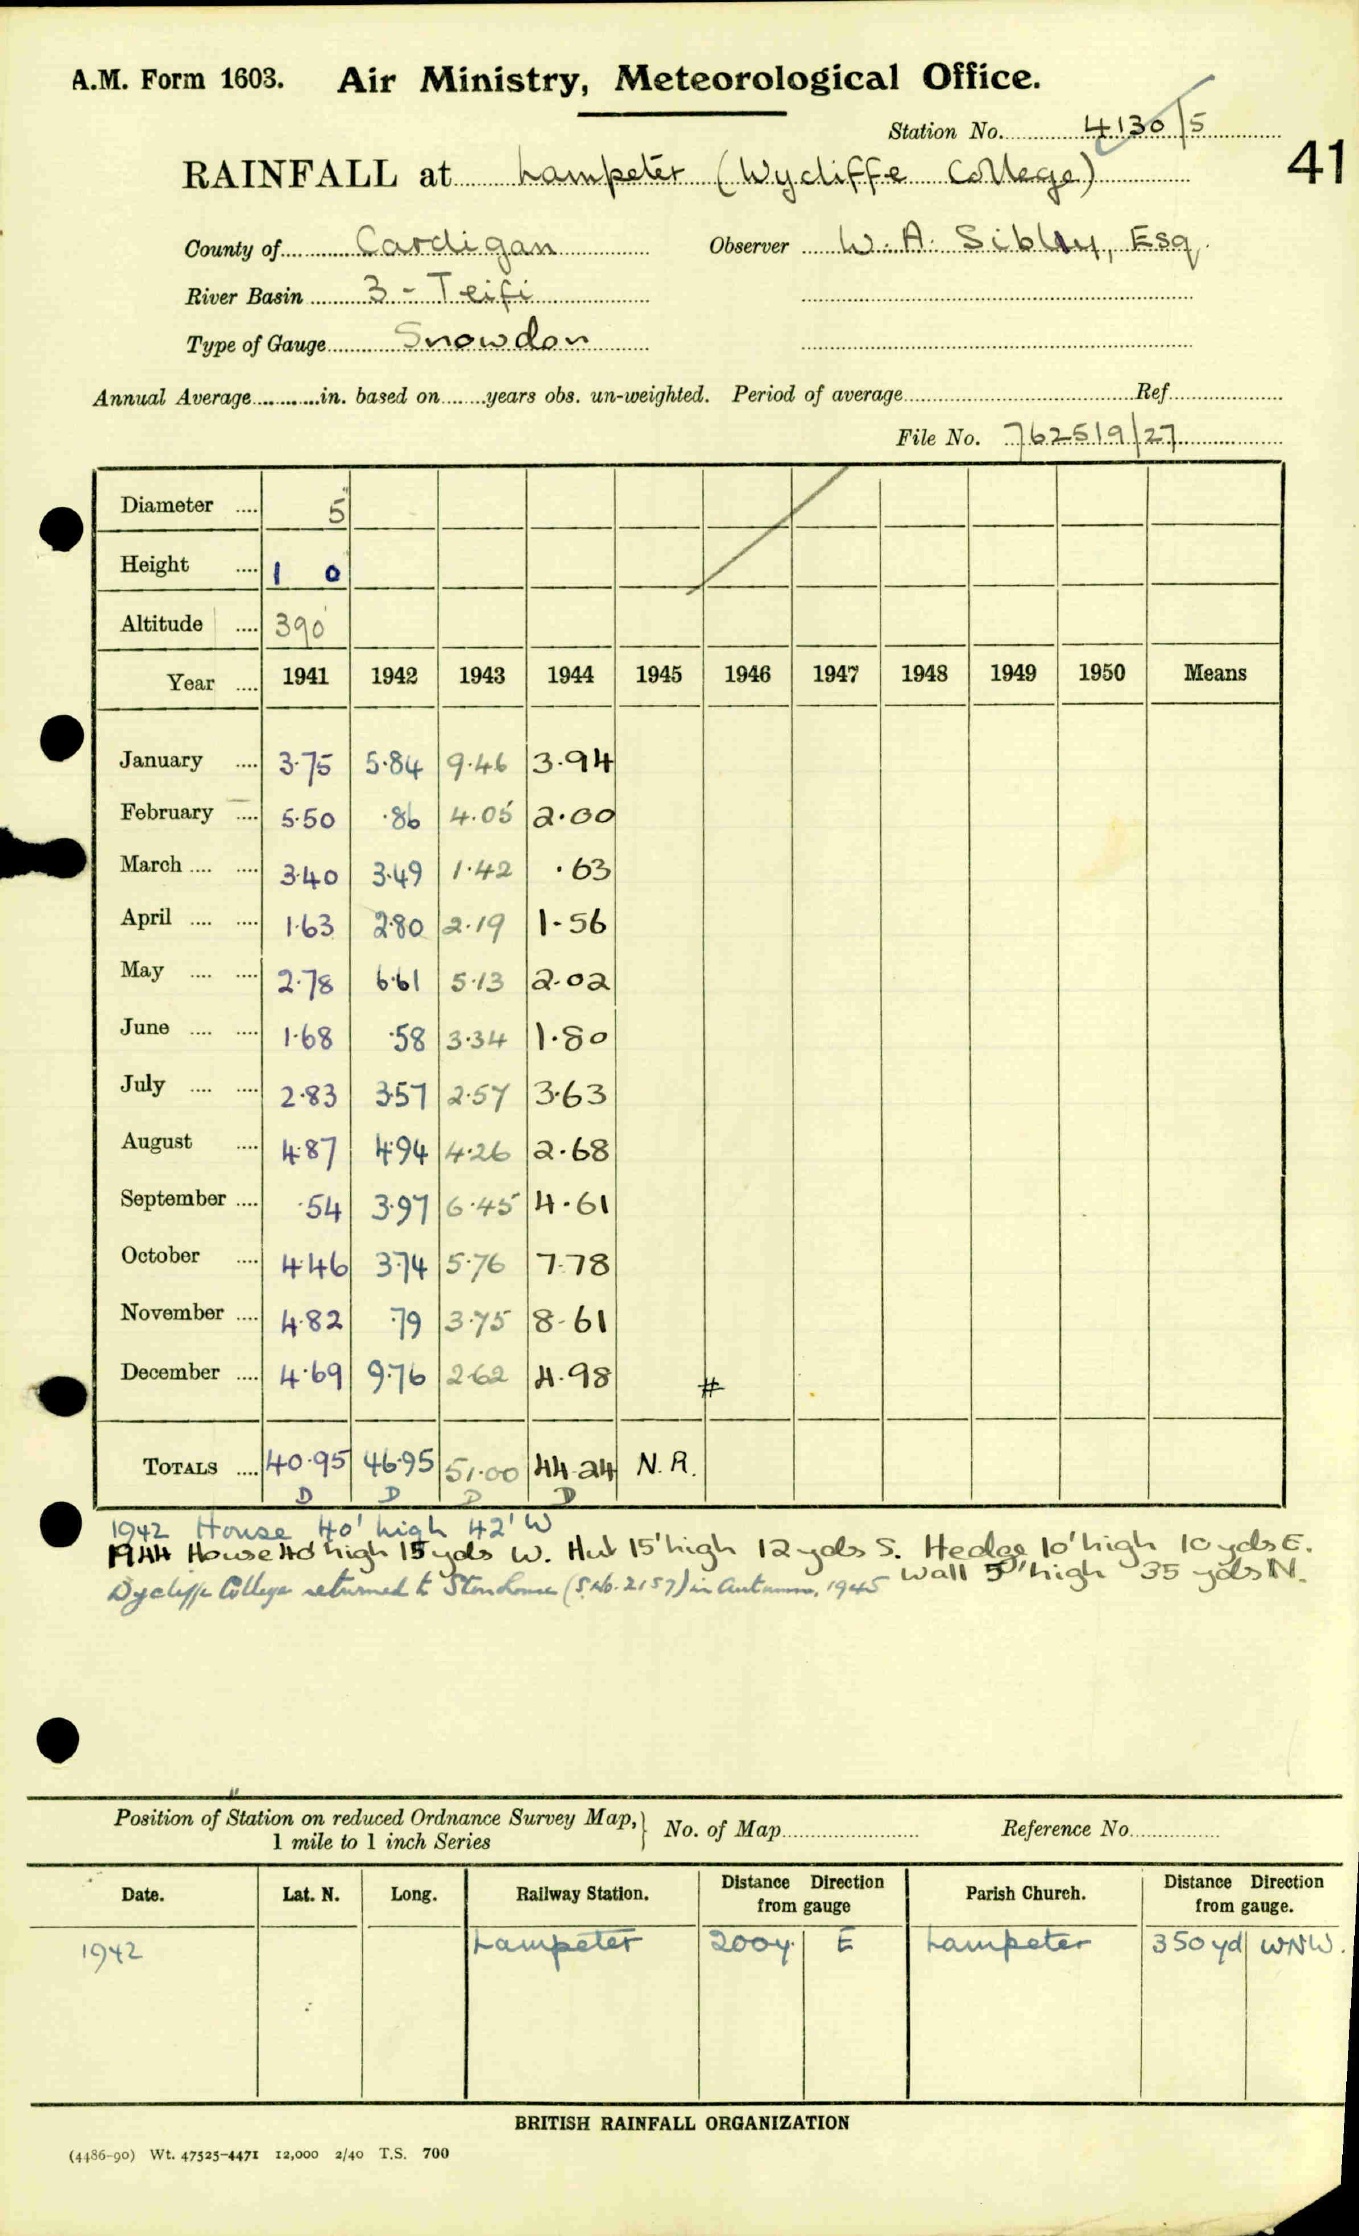 A.M. Form 1603. Air Ministry, Meteorological Office.
Station No. 4130/5
41
RAINFALL at Lampeter (Wycliffe College)
County of Cardigan Observer W. A. Sibly, Esq.
River Basin 3 - Teifi
Type of Gauge Snowdon
Annual Average in. based on years obs. un-weighted. Period of average Ref.
File No. 762519/27
Diameter 5"
Height 1 0
Altitude 390'
Year 1941 1942 1943 1944 1945 1946 1947 1948 1949 1950 Means
January 3.75 5.84 9.46 3.94
February 5.50 .86 4.05 2.00
March 3.40 3.49 1.42 .63
April 1.63 2.80 2.19 1.56
May 2.78 6.61 5.13 2.02
June 1.68 .58 3.34 1.80
July 2.83 3.57 2.57 3.63
August 4.87 4.94 4.26 2.68
September .54 3.97 6.45 4.61
October 4.46 3.74 5.76 7.78
November 4.82 .79 3.75 8.61
December 4.69 9.76 2.62 4.98 #
TOTALS 40.95 46.95 51.00 44.24 N.R.
D D D D
1942 House 40' high 42' W
1944 House 40' high 15 yds W. Hut 15' high 12 yds S. Hedge 10' high 10 yds E.
Wall 5' high 35 yds N.
Wycliffe College returned to Stonehouse (S.No. 2157) in Autumn, 1945
Position of Station on reduced Ordnance Survey Map,} No. of Map Reference No.
1 mile to 1 inch Series
Date. Lat. N. Long. Railway Station. Distance Direction from gauge Parish Church. Distance Direction from gauge.
1942 Lampeter 200y E Lampeter 350 yd WNW.
BRITISH RAINFALL ORGANIZATION
(4486-90) Wt. 47525-4471 12,000 2/40 T.S. 700